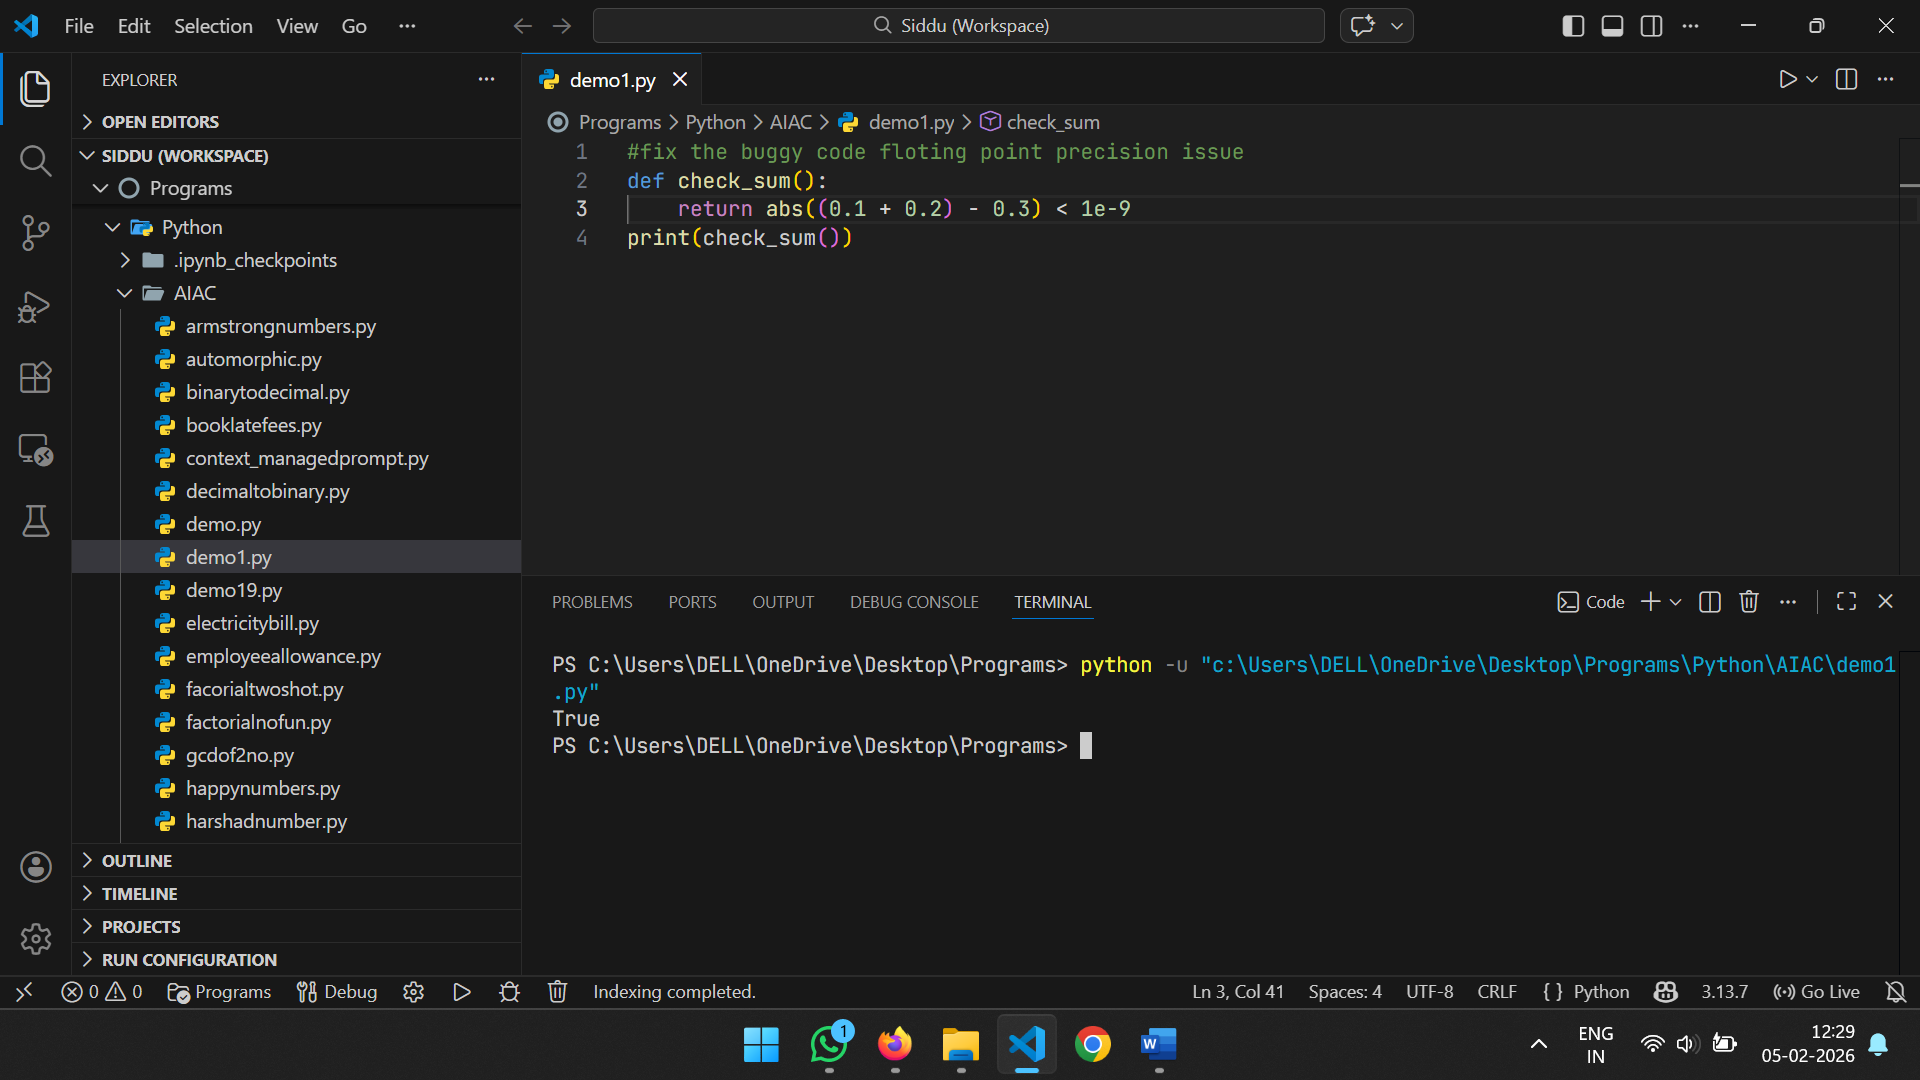 File Edit Selection View Go ···
Siddu (Workspace)
EXPLORER ···
OPEN EDITORS
SIDDU (WORKSPACE)
Programs
Python
.ipynb_checkpoints
AIAC
armstrongnumbers.py
automorphic.py
binarytodecimal.py
booklatefees.py
context_managedprompt.py
decimaltobinary.py
demo.py
demo1.py
demo19.py
electricitybill.py
employeeallowance.py
facorialtwoshot.py
factorialnofun.py
gcdof2no.py
happynumbers.py
harshadnumber.py
OUTLINE
TIMELINE
PROJECTS
RUN CONFIGURATION
demo1.py
Programs > Python > AIAC > demo1.py > check_sum
1 #fix the buggy code floting point precision issue
2 def check_sum():
3     return abs((0.1 + 0.2) - 0.3) < 1e-9
4 print(check_sum())
PROBLEMS PORTS OUTPUT DEBUG CONSOLE TERMINAL
Code
PS C:\Users\DELL\OneDrive\Desktop\Programs> python -u "c:\Users\DELL\OneDrive\Desktop\Programs\Python\AIAC\demo1
.py"
True
PS C:\Users\DELL\OneDrive\Desktop\Programs>
0 0 Programs Debug Indexing completed. Ln 3, Col 41 Spaces: 4 UTF-8 CRLF {} Python 3.13.7 Go Live
1
W
ENG
IN
12:29
05-02-2026